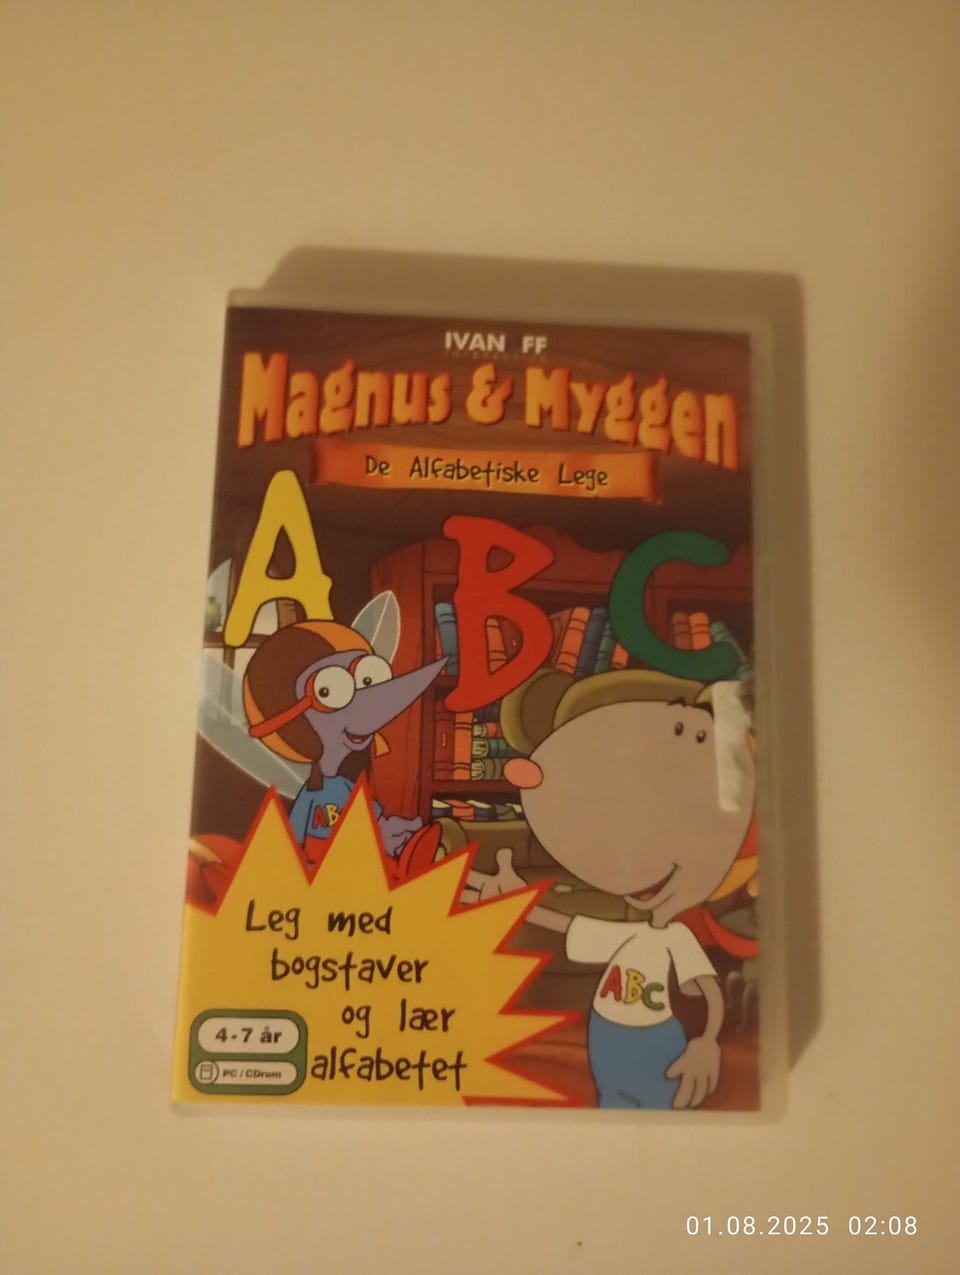 IVAN FF
INTERACTIVE
Magnus & Myggen
De Alfabetiske Lege
A B C
ABC
Leg med
bogstaver
og lær
alfabetet
4-7 år
PC / CDrom
ABC
01.08.2025 02:08